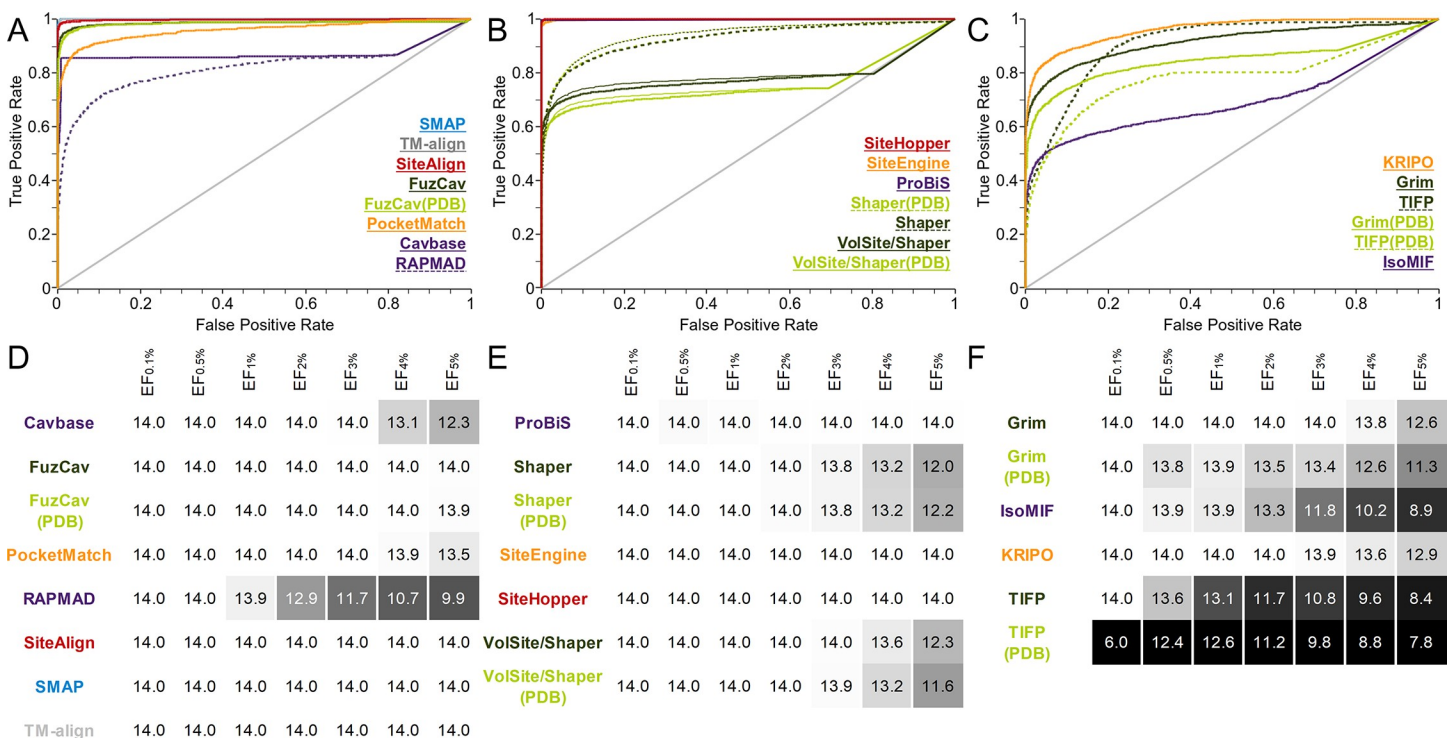 A
True Positive Rate
1
0.8
0.6
0.4
0.2
0
0
0.2
0.4
0.6
0.8
1
False Positive Rate
SMAP
TM-align
SiteAlign
FuzCav
FuzCav(PDB)
PocketMatch
Cavbase
RAPMAD
B
True Positive Rate
1
0.8
0.6
0.4
0.2
0
0
0.2
0.4
0.6
0.8
1
False Positive Rate
SiteHopper
SiteEngine
ProBiS
Shaper(PDB)
Shaper
VolSite/Shaper
VolSite/Shaper(PDB)
C
True Positive Rate
1
0.8
0.6
0.4
0.2
0
0
0.2
0.4
0.6
0.8
1
False Positive Rate
KRIPO
Grim
TIFP
Grim(PDB)
TIFP(PDB)
IsoMIF
D
EF0.1% EF0.5% EF1% EF2% EF3% EF4% EF5%
Cavbase 14.0 14.0 14.0 14.0 14.0 13.1 12.3
FuzCav 14.0 14.0 14.0 14.0 14.0 14.0 14.0
FuzCav
(PDB) 14.0 14.0 14.0 14.0 14.0 14.0 13.9
PocketMatch 14.0 14.0 14.0 14.0 14.0 13.9 13.5
RAPMAD 14.0 14.0 13.9 12.9 11.7 10.7 9.9
SiteAlign 14.0 14.0 14.0 14.0 14.0 14.0 14.0
SMAP 14.0 14.0 14.0 14.0 14.0 14.0 14.0
TM-align 14.0 14.0 14.0 14.0 14.0 14.0 14.0
E
EF0.1% EF0.5% EF1% EF2% EF3% EF4% EF5%
ProBiS 14.0 14.0 14.0 14.0 14.0 14.0 14.0
Shaper 14.0 14.0 14.0 14.0 13.8 13.2 12.0
Shaper
(PDB) 14.0 14.0 14.0 14.0 13.8 13.2 12.2
SiteEngine 14.0 14.0 14.0 14.0 14.0 14.0 14.0
SiteHopper 14.0 14.0 14.0 14.0 14.0 14.0 14.0
VolSite/Shaper 14.0 14.0 14.0 14.0 14.0 13.6 12.3
VolSite/Shaper
(PDB) 14.0 14.0 14.0 14.0 13.9 13.2 11.6
F
EF0.1% EF0.5% EF1% EF2% EF3% EF4% EF5%
Grim 14.0 14.0 14.0 14.0 14.0 13.8 12.6
Grim
(PDB) 14.0 13.8 13.9 13.5 13.4 12.6 11.3
IsoMIF 14.0 13.9 13.9 13.3 11.8 10.2 8.9
KRIPO 14.0 14.0 14.0 14.0 13.9 13.6 12.9
TIFP 14.0 13.6 13.1 11.7 10.8 9.6 8.4
TIFP
(PDB) 6.0 12.4 12.6 11.2 9.8 8.8 7.8